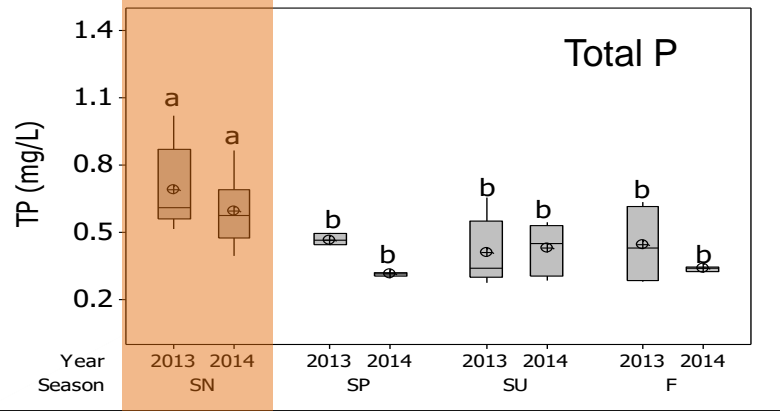 Total P
TP (mg/L)
1.4
1.1
0.8
0.5
0.2
a
a
b
b
b
b
b
b
Year 2013 2014 2013 2014 2013 2014 2013 2014
Season SN SP SU F